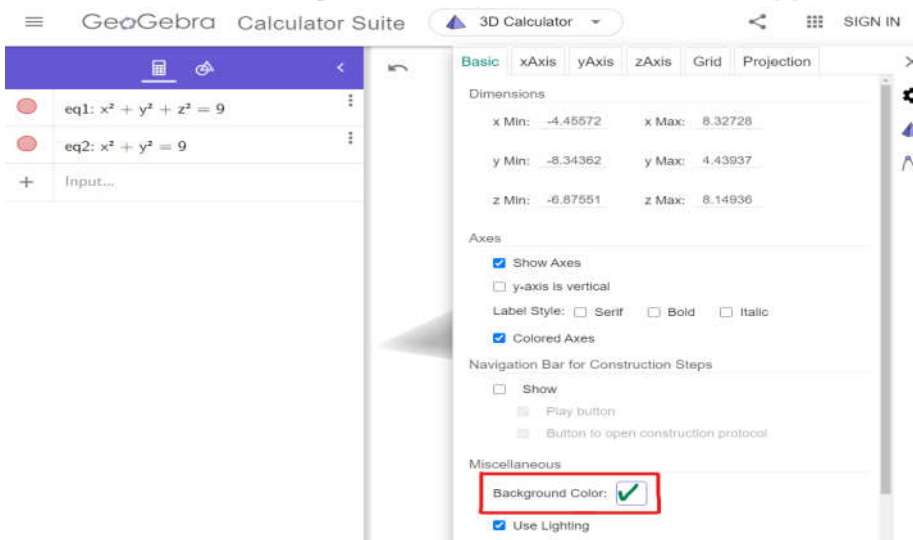 GeoGebra Calculator Suite 3D Calculator SIGN IN
Basic xAxis yAxis zAxis Grid Projection
eq1: x² + y² + z² = 9
eq2: x² + y² = 9
Input...
Dimensions
x Min: -4.45572 x Max: 8.32728
y Min: -8.34362 y Max: 4.43937
z Min: -6.87551 z Max: 8.14936
Axes
Show Axes
y-axis is vertical
Label Style: Serif Bold Italic
Colored Axes
Navigation Bar for Construction Steps
Show
Play button
Button to open construction protocol
Miscellaneous
Background Color:
Use Lighting